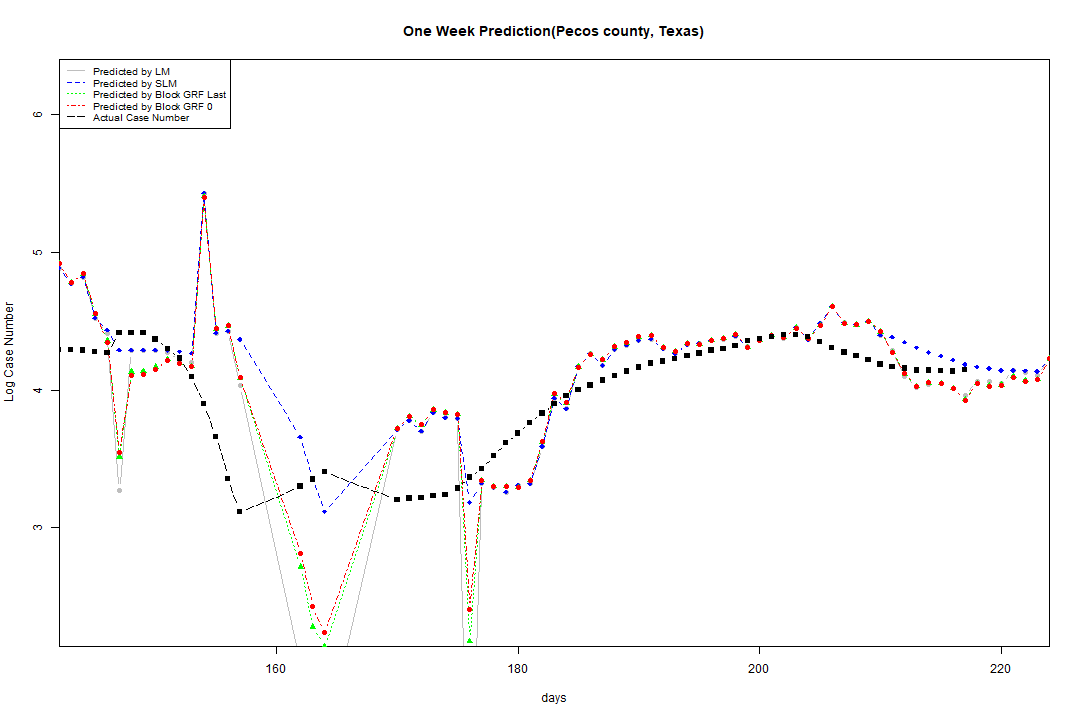 One Week Prediction(Pecos county, Texas)
Predicted by LM
Predicted by SLM
Predicted by Block GRF Last
Predicted by Block GRF 0
Actual Case Number
6
5
4
3
Log Case Number
160 180 200 220
days